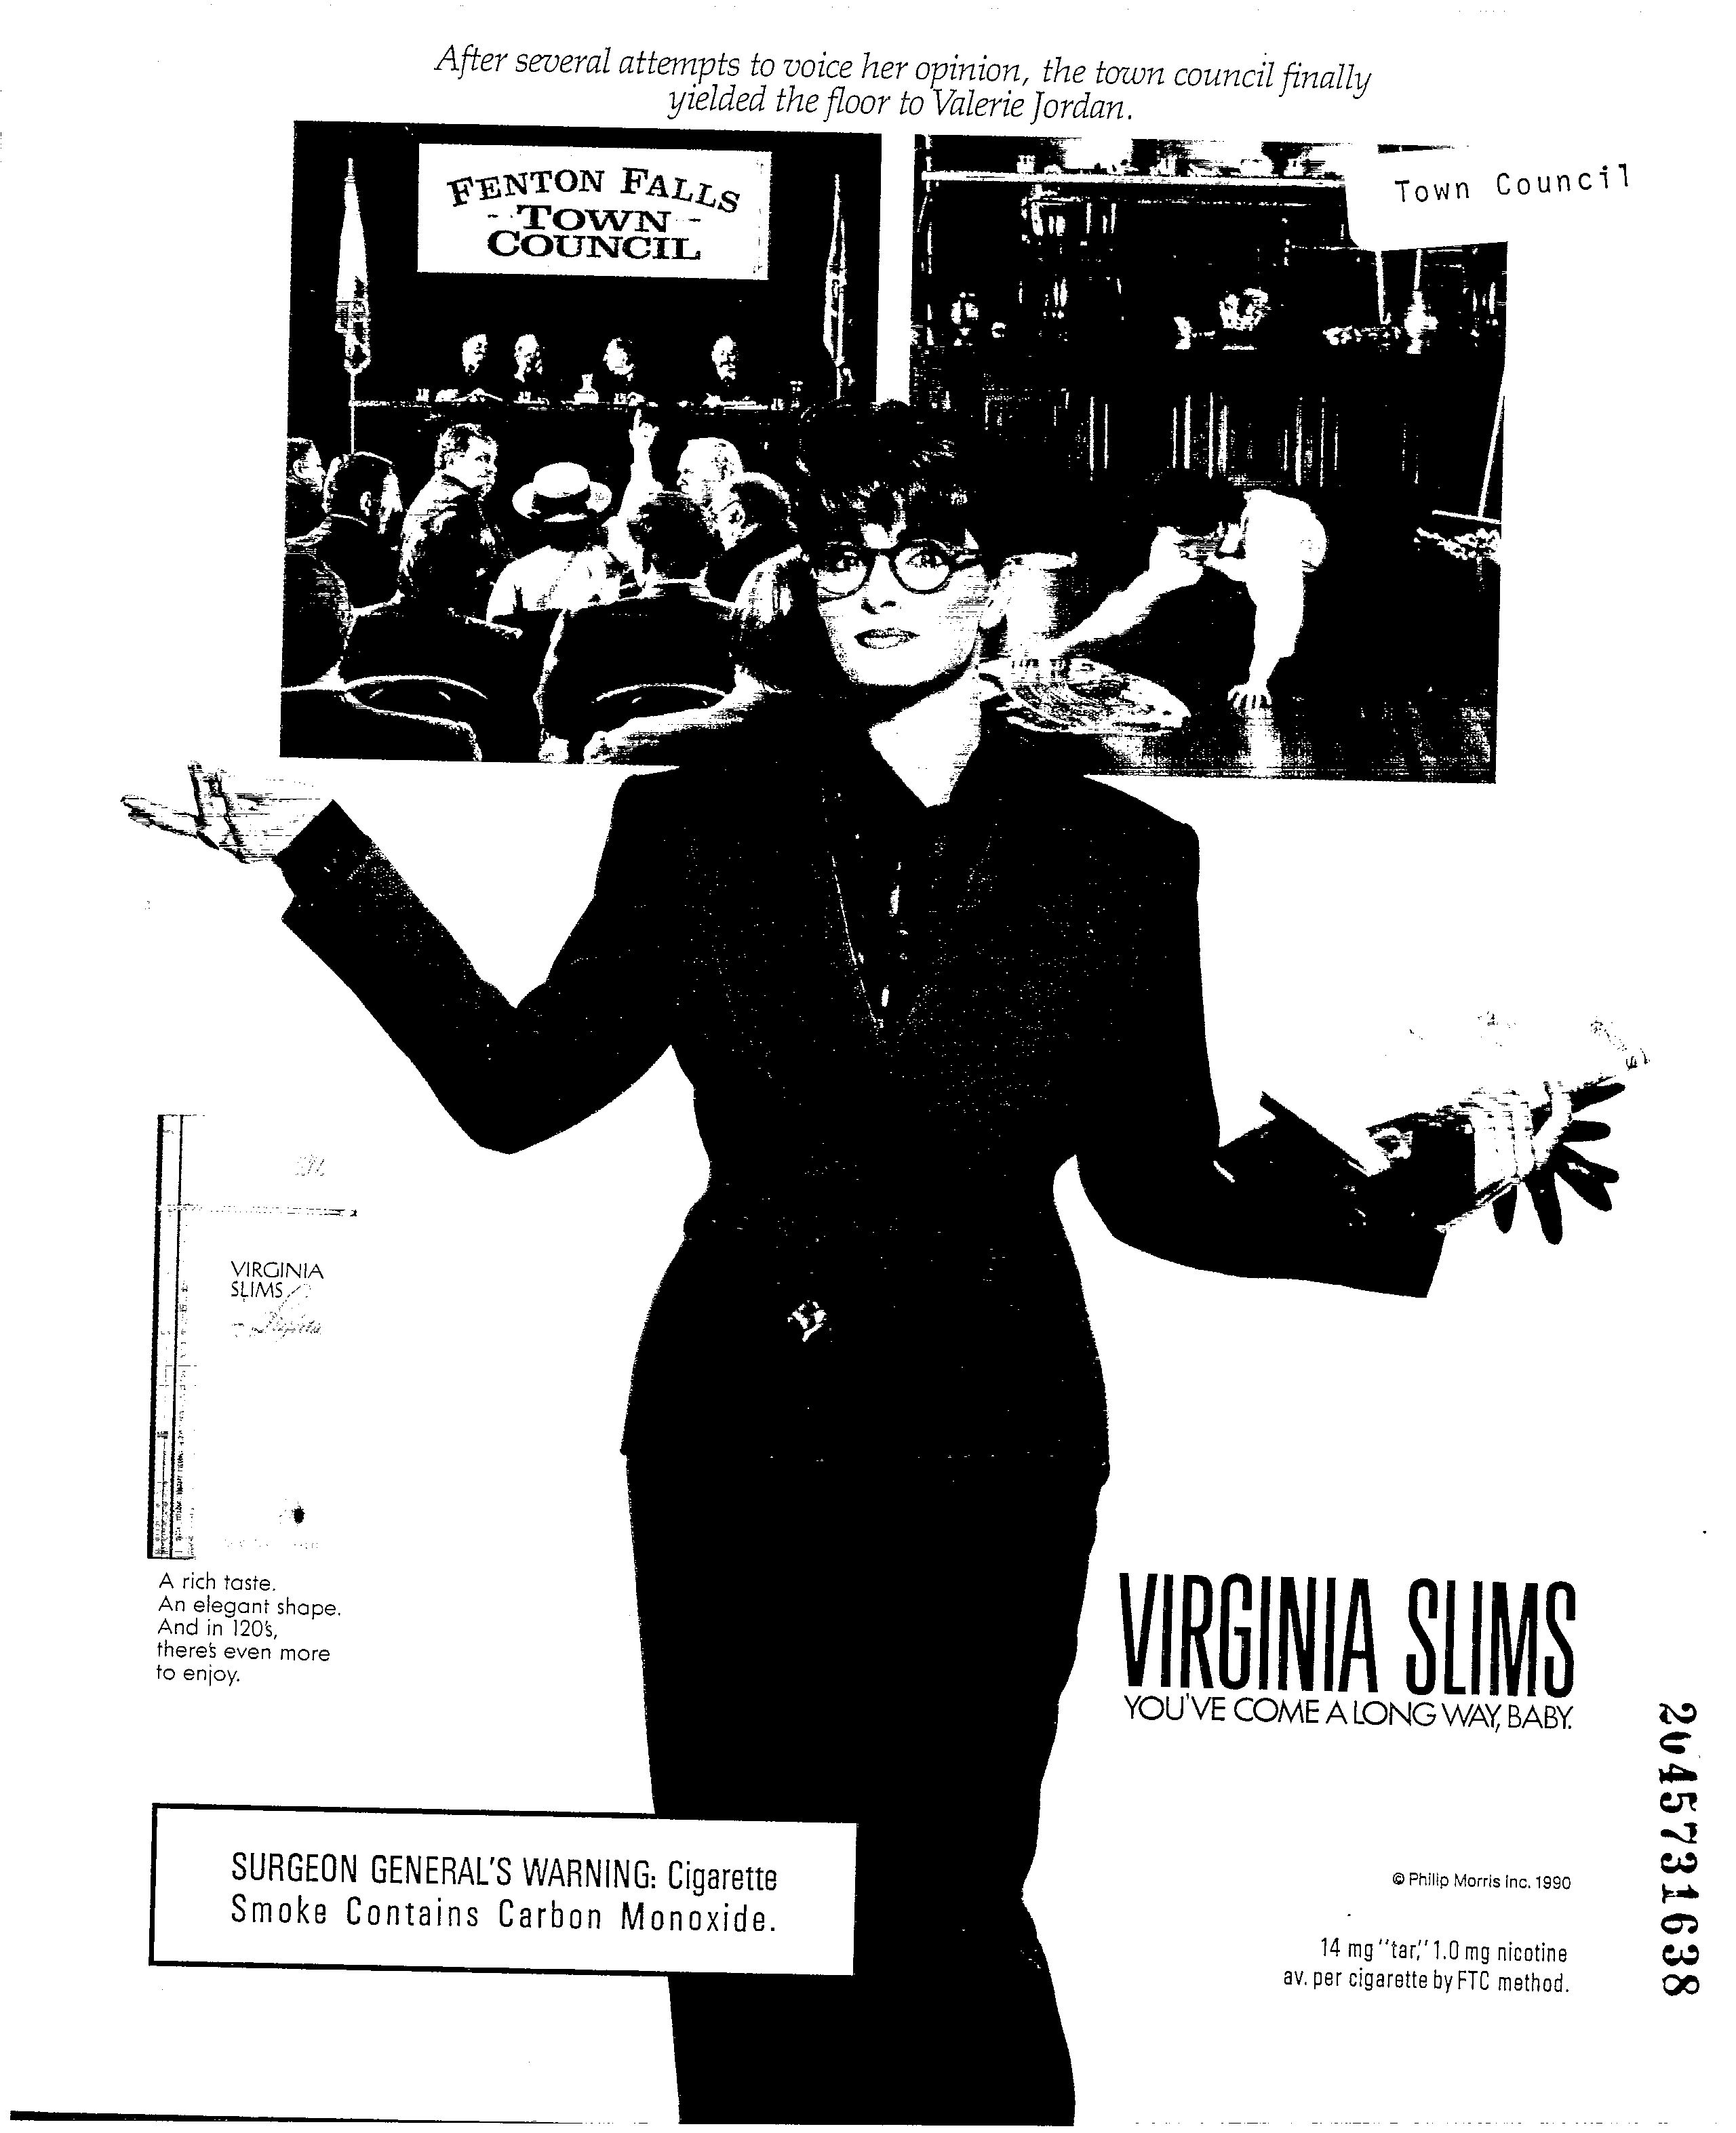 After several attempts to voice her opinion, the town council finally
yielded the floor to Valerie Jordan.
FENTON FALLS
TOWN
COUNCIL
Town Council
VIRGINIA
SLIMS
A rich taste.
An elegant shape.
And in 120's,
there's even more
to enjoy.
VIRGINIA SLIMS
YOU'VE COME A LONG WAY, BABY.
SURGEON GENERAL'S WARNING: Cigarette
Smoke Contains Carbon Monoxide.
© Philip Morris Inc. 1990
14 mg "tar," 1.0 mg nicotine
av. per cigarette by FTC method.
2045731638